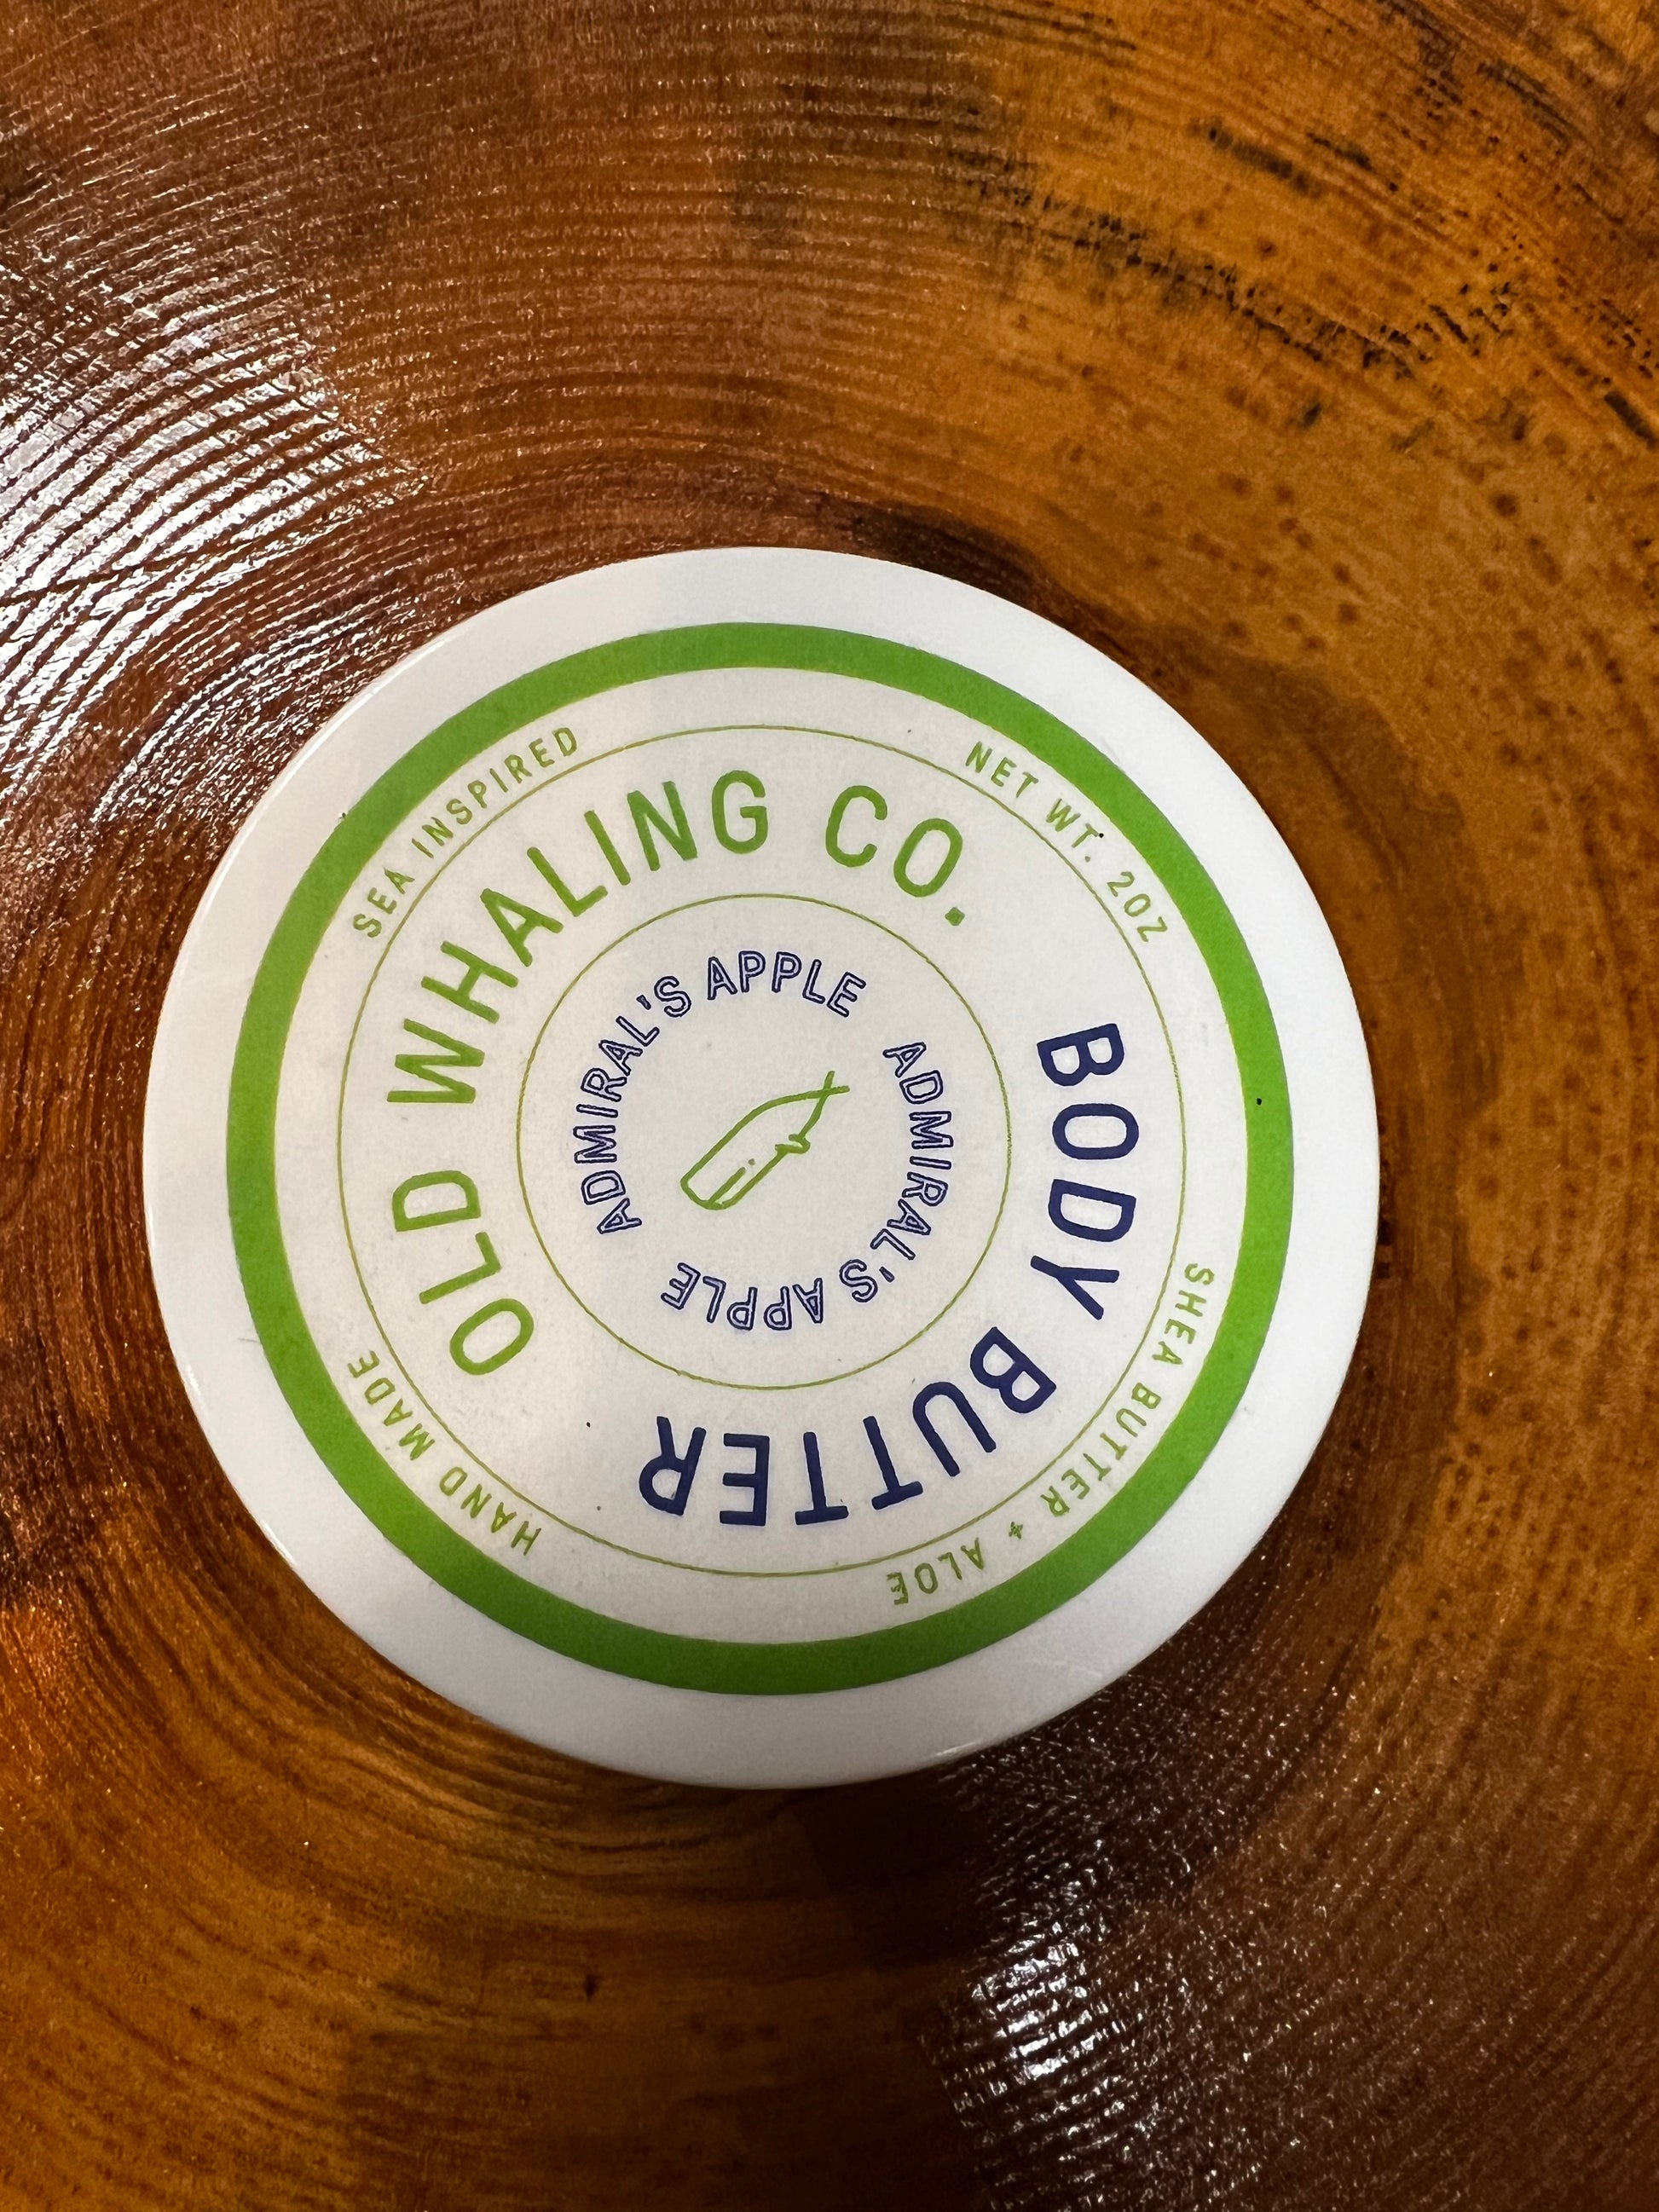 SEA INSPIRED
NET WT. 2OZ
SHEA BUTTER + ALOE
HAND MADE
OLD WHALING CO.
BODY BUTTER
ADMIRAL'S APPLE
ADMIRAL'S APPLE